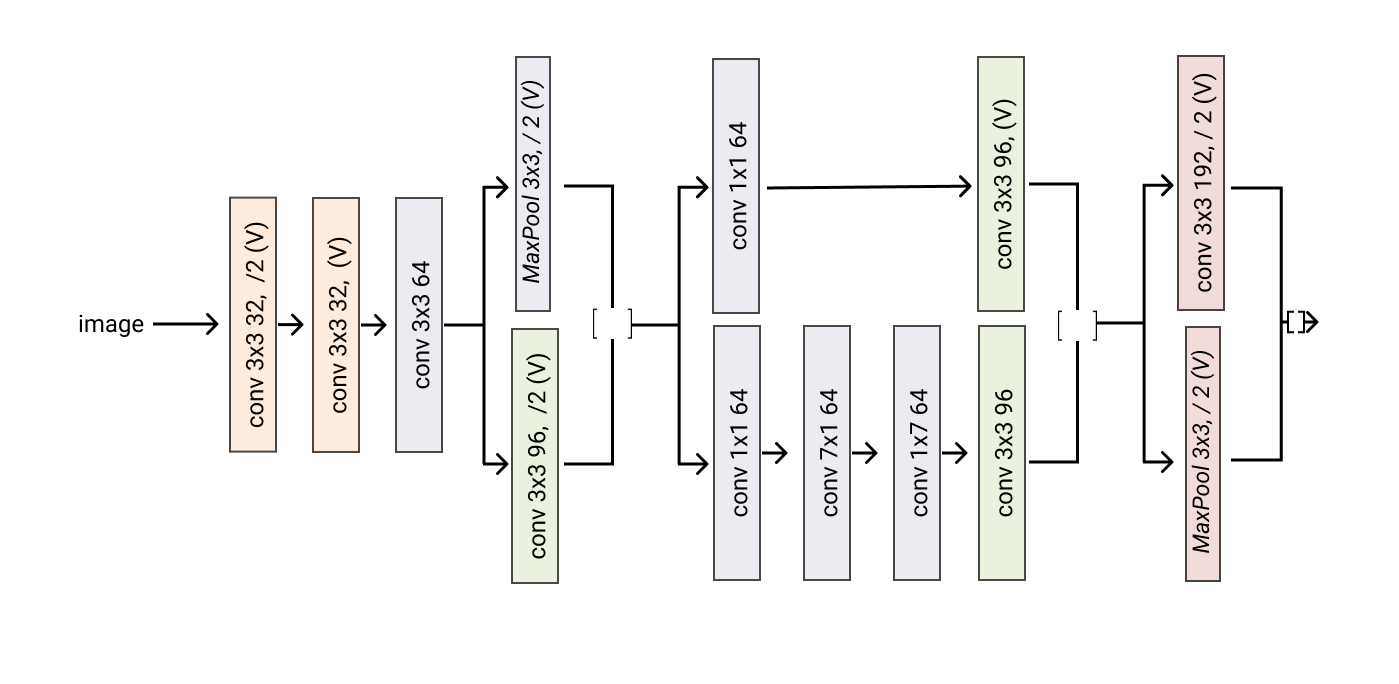 image
conv 3x3 32, /2 (V)
conv 3x3 32, (V)
conv 3x3 64
MaxPool 3x3, / 2 (V)
conv 3x3 96, /2 (V)
[ ]
conv 1x1 64
conv 3x3 96, (V)
conv 1x1 64
conv 7x1 64
conv 1x7 64
conv 3x3 96
[ ]
conv 3x3 192, / 2 (V)
MaxPool 3x3, / 2 (V)
[ ]